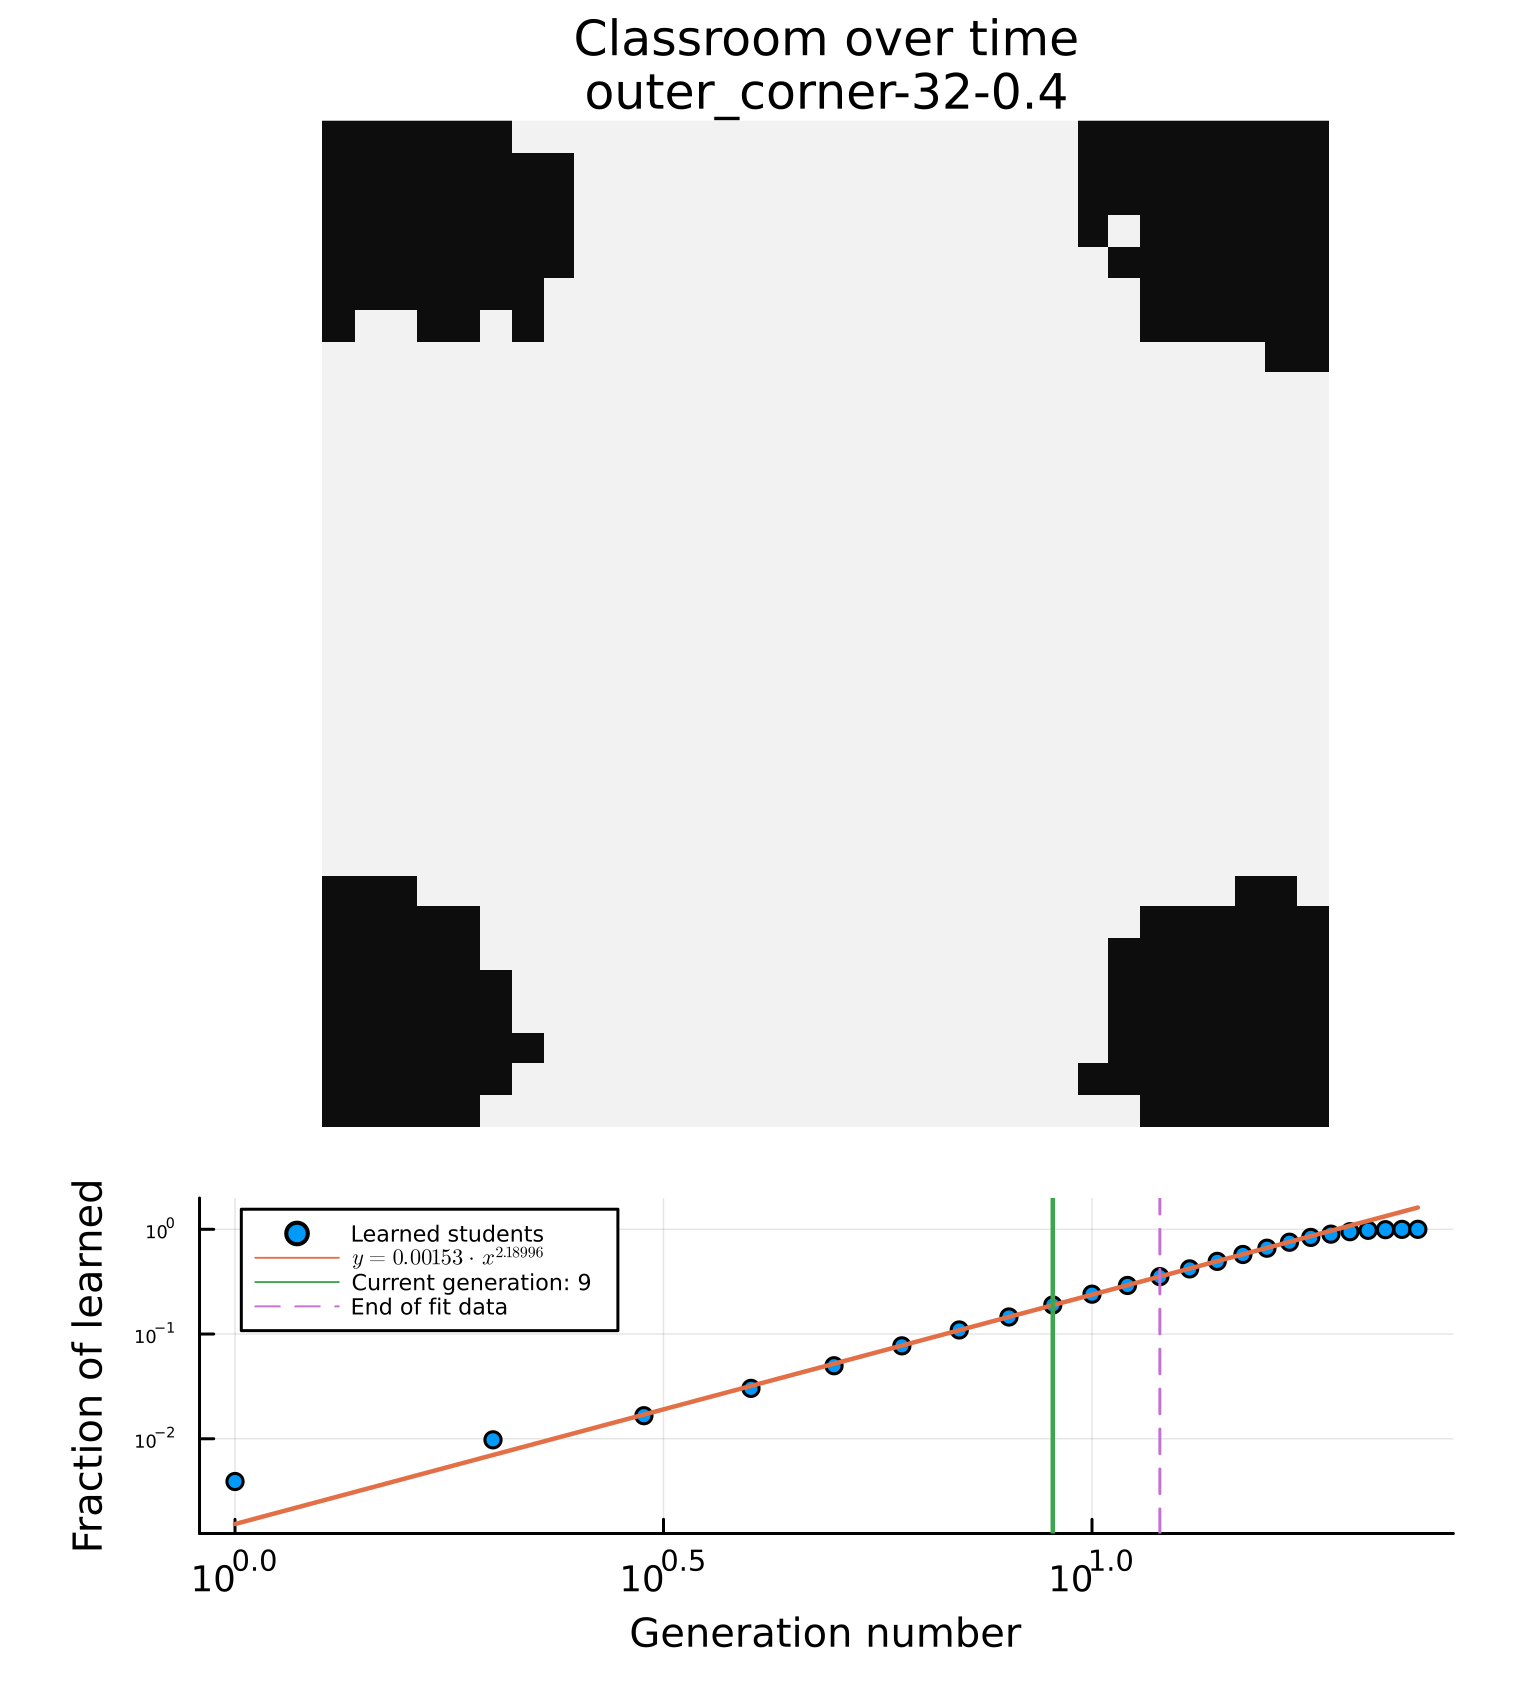 Classroom over time
outer_corner-32-0.4
Fraction of learned
10^0
10^-1
10^-2
Learned students
y = 0.00153 · x^2.18996
Current generation: 9
End of fit data
10^0.0 10^0.5 10^1.0
Generation number